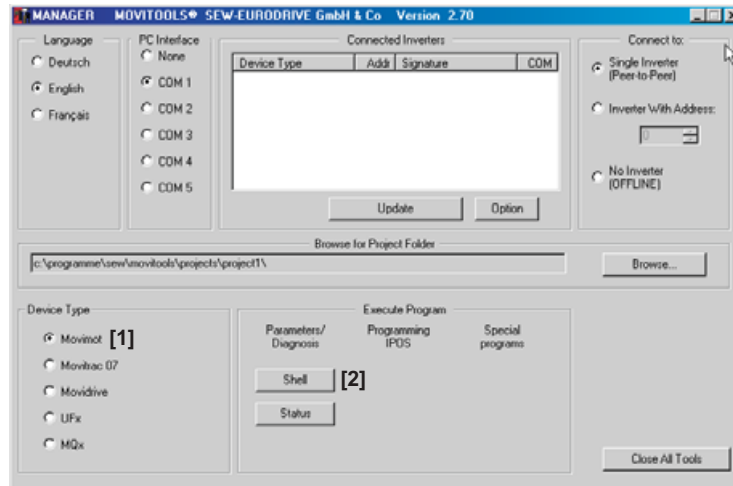 MANAGER MOVITOOLS® SEW-EURODRIVE GmbH & Co Version 2.70
Language
Deutsch
English
Français
PC Interface
None
COM 1
COM 2
COM 3
COM 4
COM 5
Connected Inverters
Device Type Addr Signature COM
Update Option
Connect to:
Single Inverter
(Peer-to-Peer)
Inverter With Address:
0
No Inverter
(OFFLINE)
Browse for Project Folder
c:\programme\sew\movitools\projects\project1\
Browse...
Device Type
Movimot [1]
Movitrac 07
Movidrive
UFx
MQx
Execute Program
Parameters/
Diagnosis
Programming
IPOS
Special
programs
Shell [2]
Status
Close All Tools